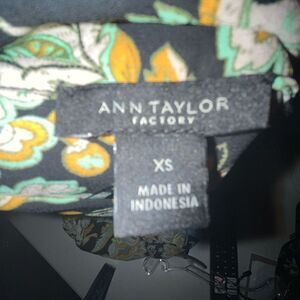 ANN TAYLOR
FACTORY
XS
MADE IN
INDONESIA